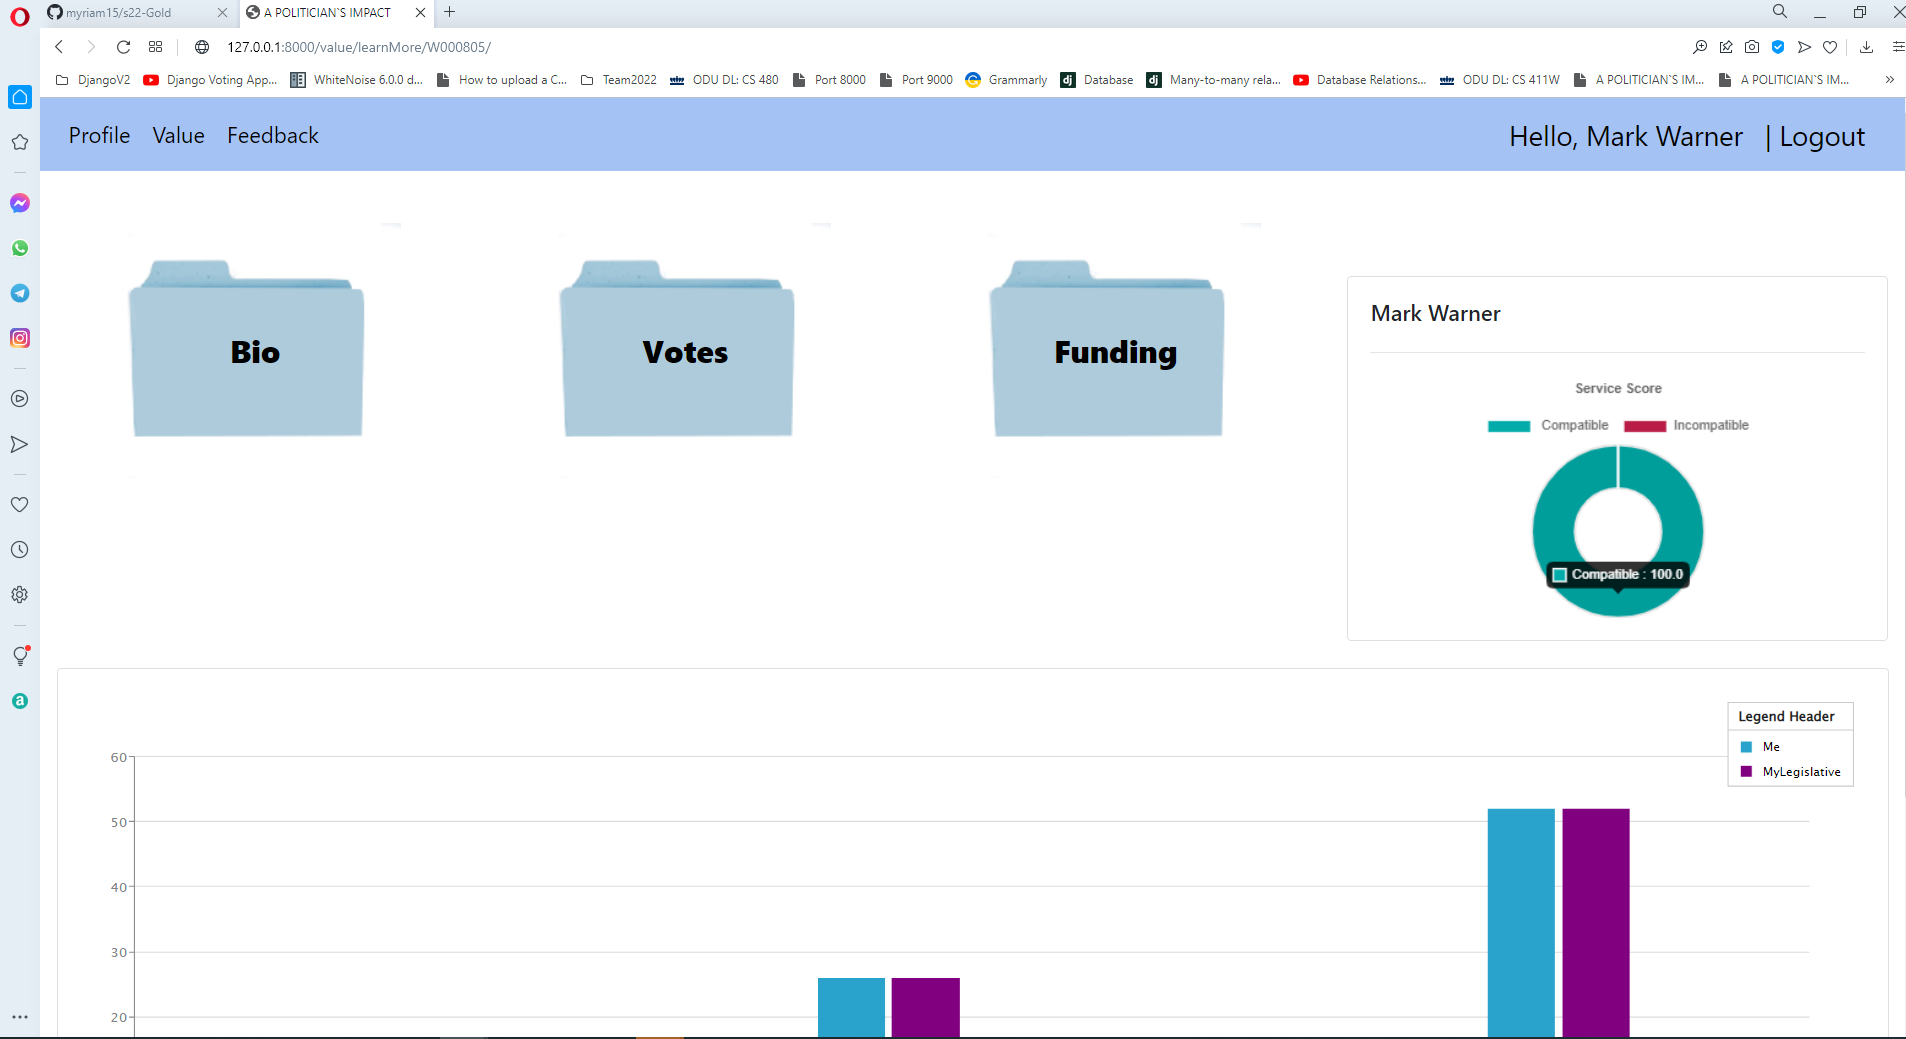 myriam15/s22-Gold
A POLITICIAN`S IMPACT
127.0.0.1:8000/value/learnMore/W000805/
DjangoV2 Django Voting App... WhiteNoise 6.0.0 d... How to upload a C... Team2022 ODU DL: CS 480 Port 8000 Port 9000 Grammarly dj Database dj Many-to-many rela... Database Relations... ODU DL: CS 411W A POLITICIAN`S IM... A POLITICIAN`S IM... »
Profile Value Feedback Hello, Mark Warner | Logout
Bio Votes Funding
Mark Warner
Service Score
Compatible Incompatible
Compatible : 100.0
Legend Header
Me
MyLegislative
60
50
40
30
20
a